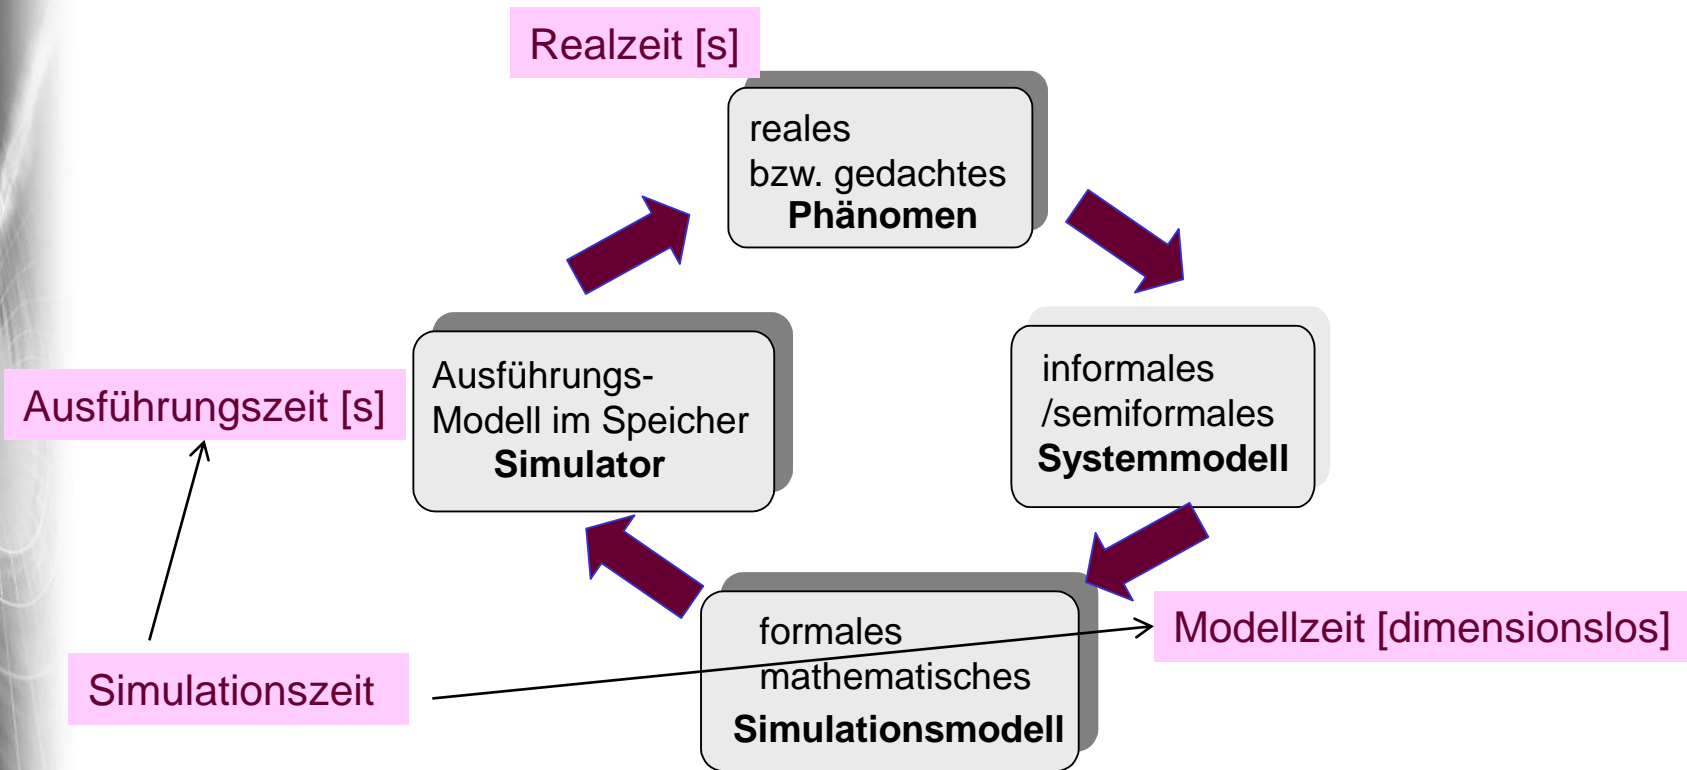 Realzeit [s]
reales
bzw. gedachtes
Phänomen
Ausführungszeit [s]
Ausführungs-
Modell im Speicher
Simulator
informales
/semiformales
Systemmodell
Simulationszeit
formales
mathematisches
Simulationsmodell
Modellzeit [dimensionslos]